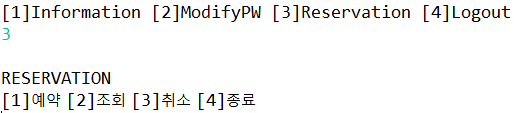 [1]Information [2]ModifyPW [3]Reservation [4]Logout
3
RESERVATION
[1]예약 [2]조회 [3]취소 [4]종료